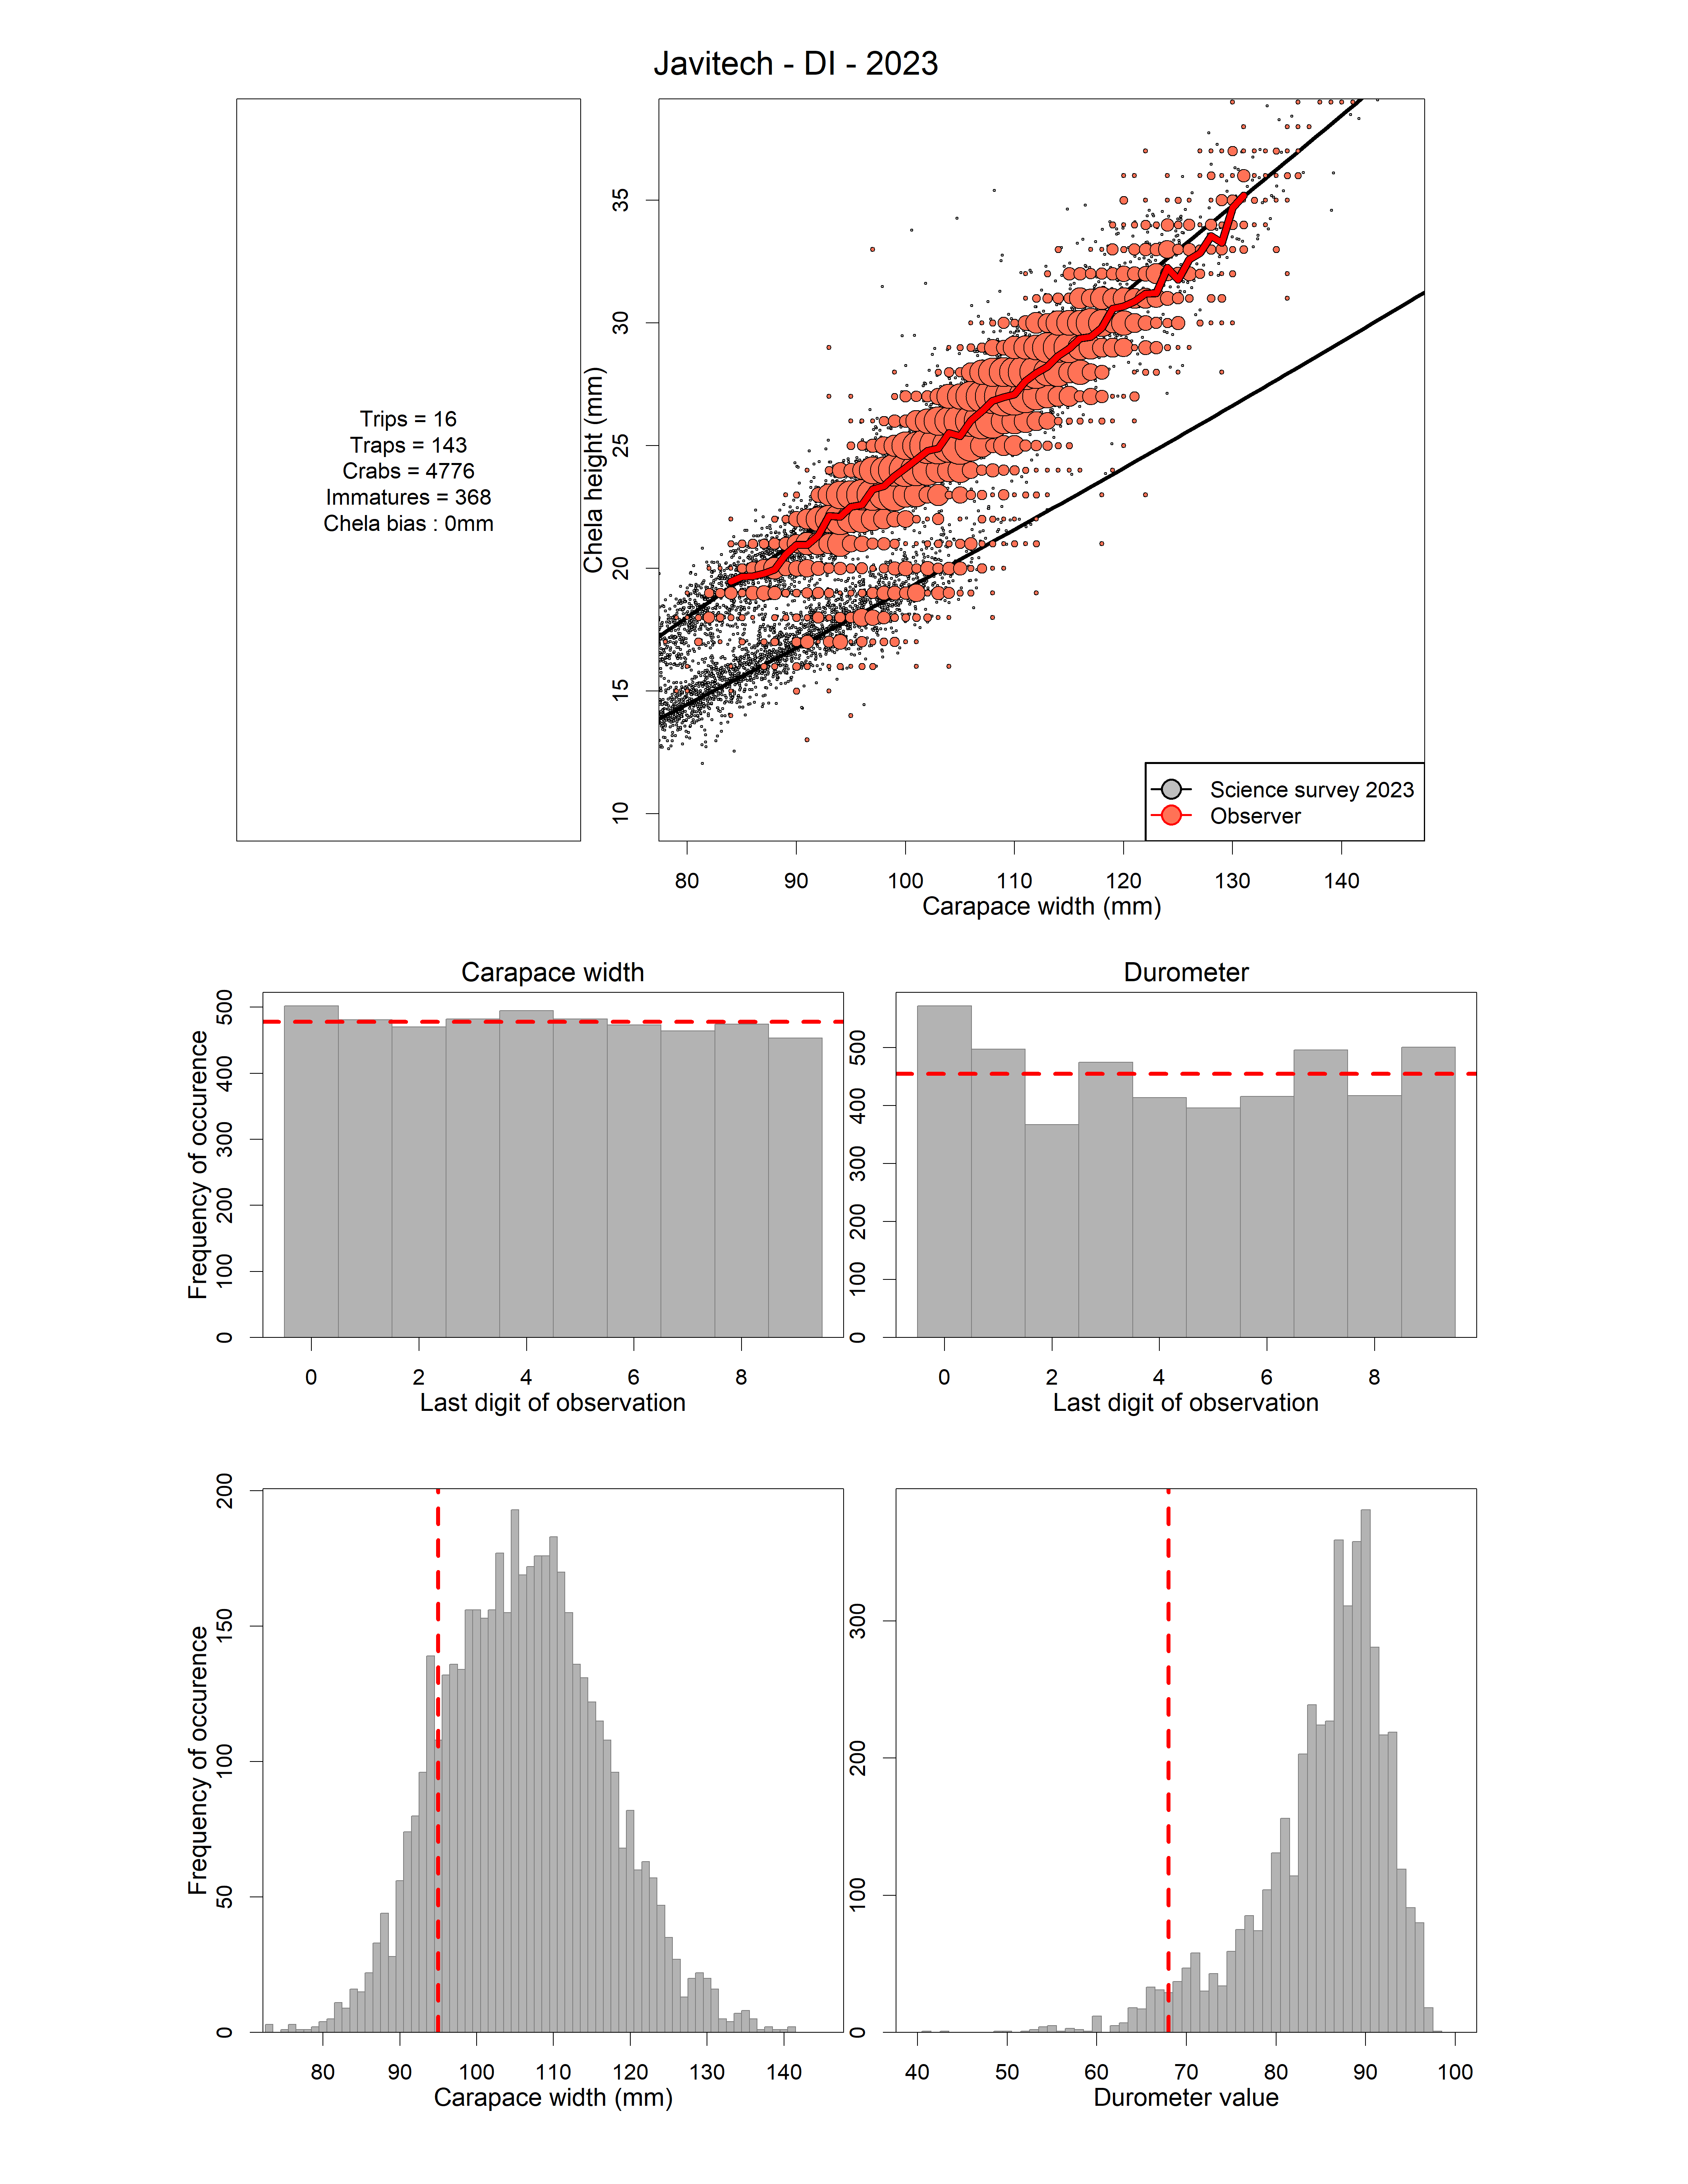 Javitech - DI - 2023
Trips = 16
Traps = 143
Crabs = 4776
Immatures = 368
Chela bias : 0mm
Chela height (mm)
35
30
25
20
15
10
Science survey 2023
Observer
80 90 100 110 120 130 140
Carapace width (mm)
Carapace width
Frequency of occurence
500
400
300
200
100
0
0 2 4 6 8
Last digit of observation
Durometer
500
400
300
200
100
0
0 2 4 6 8
Last digit of observation
Frequency of occurence
200
150
100
50
0
80 90 100 110 120 130 140
Carapace width (mm)
300
200
100
0
40 50 60 70 80 90 100
Durometer value